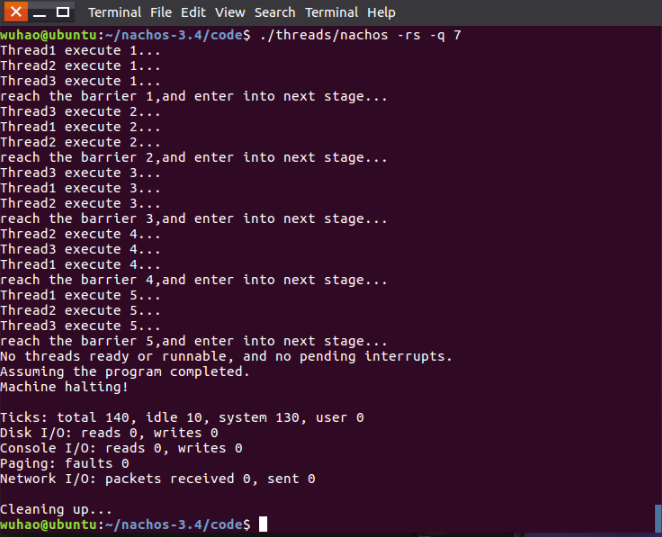 Terminal File Edit View Search Terminal Help
wuhao@ubuntu:~/nachos-3.4/code$ ./threads/nachos -rs -q 7
Thread1 execute 1...
Thread2 execute 1...
Thread3 execute 1...
reach the barrier 1,and enter into next stage...
Thread3 execute 2...
Thread1 execute 2...
Thread2 execute 2...
reach the barrier 2,and enter into next stage...
Thread3 execute 3...
Thread1 execute 3...
Thread2 execute 3...
reach the barrier 3,and enter into next stage...
Thread2 execute 4...
Thread3 execute 4...
Thread1 execute 4...
reach the barrier 4,and enter into next stage...
Thread1 execute 5...
Thread2 execute 5...
Thread3 execute 5...
reach the barrier 5,and enter into next stage...
No threads ready or runnable, and no pending interrupts.
Assuming the program completed.
Machine halting!
Ticks: total 140, idle 10, system 130, user 0
Disk I/O: reads 0, writes 0
Console I/O: reads 0, writes 0
Paging: faults 0
Network I/O: packets received 0, sent 0
Cleaning up...
wuhao@ubuntu:~/nachos-3.4/code$